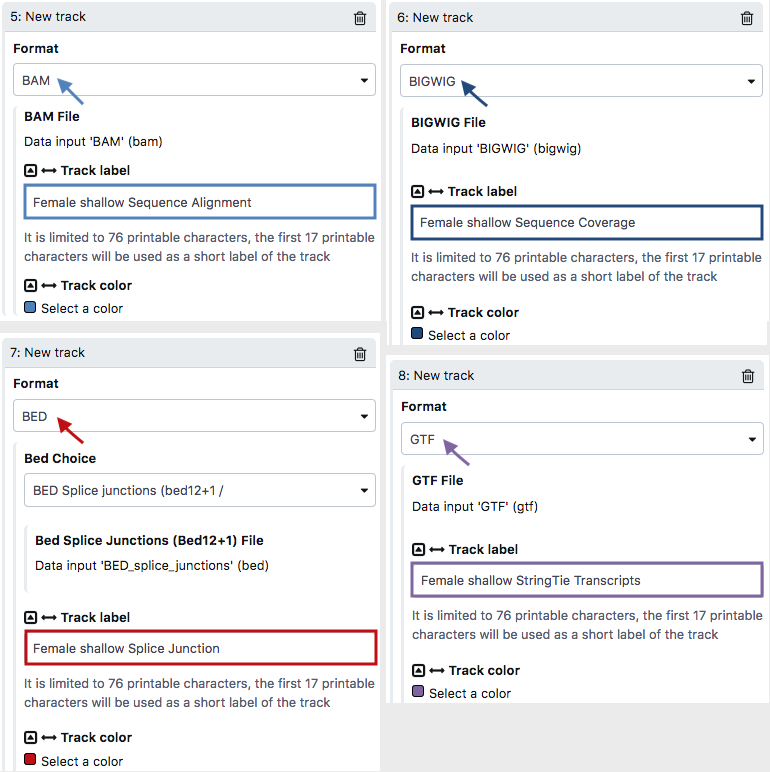 5: New track
Format
BAM
BAM File
Data input 'BAM' (bam)
Track label
Female shallow Sequence Alignment
It is limited to 76 printable characters, the first 17 printable
characters will be used as a short label of the track
Track color
Select a color
6: New track
Format
BIGWIG
BIGWIG File
Data input 'BIGWIG' (bigwig)
Track label
Female shallow Sequence Coverage
It is limited to 76 printable characters, the first 17 printable
characters will be used as a short label of the track
Track color
Select a color
7: New track
Format
BED
Bed Choice
BED Splice junctions (bed12+1 /
Bed Splice Junctions (Bed12+1) File
Data input 'BED_splice_junctions' (bed)
Track label
Female shallow Splice Junction
It is limited to 76 printable characters, the first 17 printable
characters will be used as a short label of the track
Track color
Select a color
8: New track
Format
GTF
GTF File
Data input 'GTF' (gtf)
Track label
Female shallow StringTie Transcripts
It is limited to 76 printable characters, the first 17 printable
characters will be used as a short label of the track
Track color
Select a color